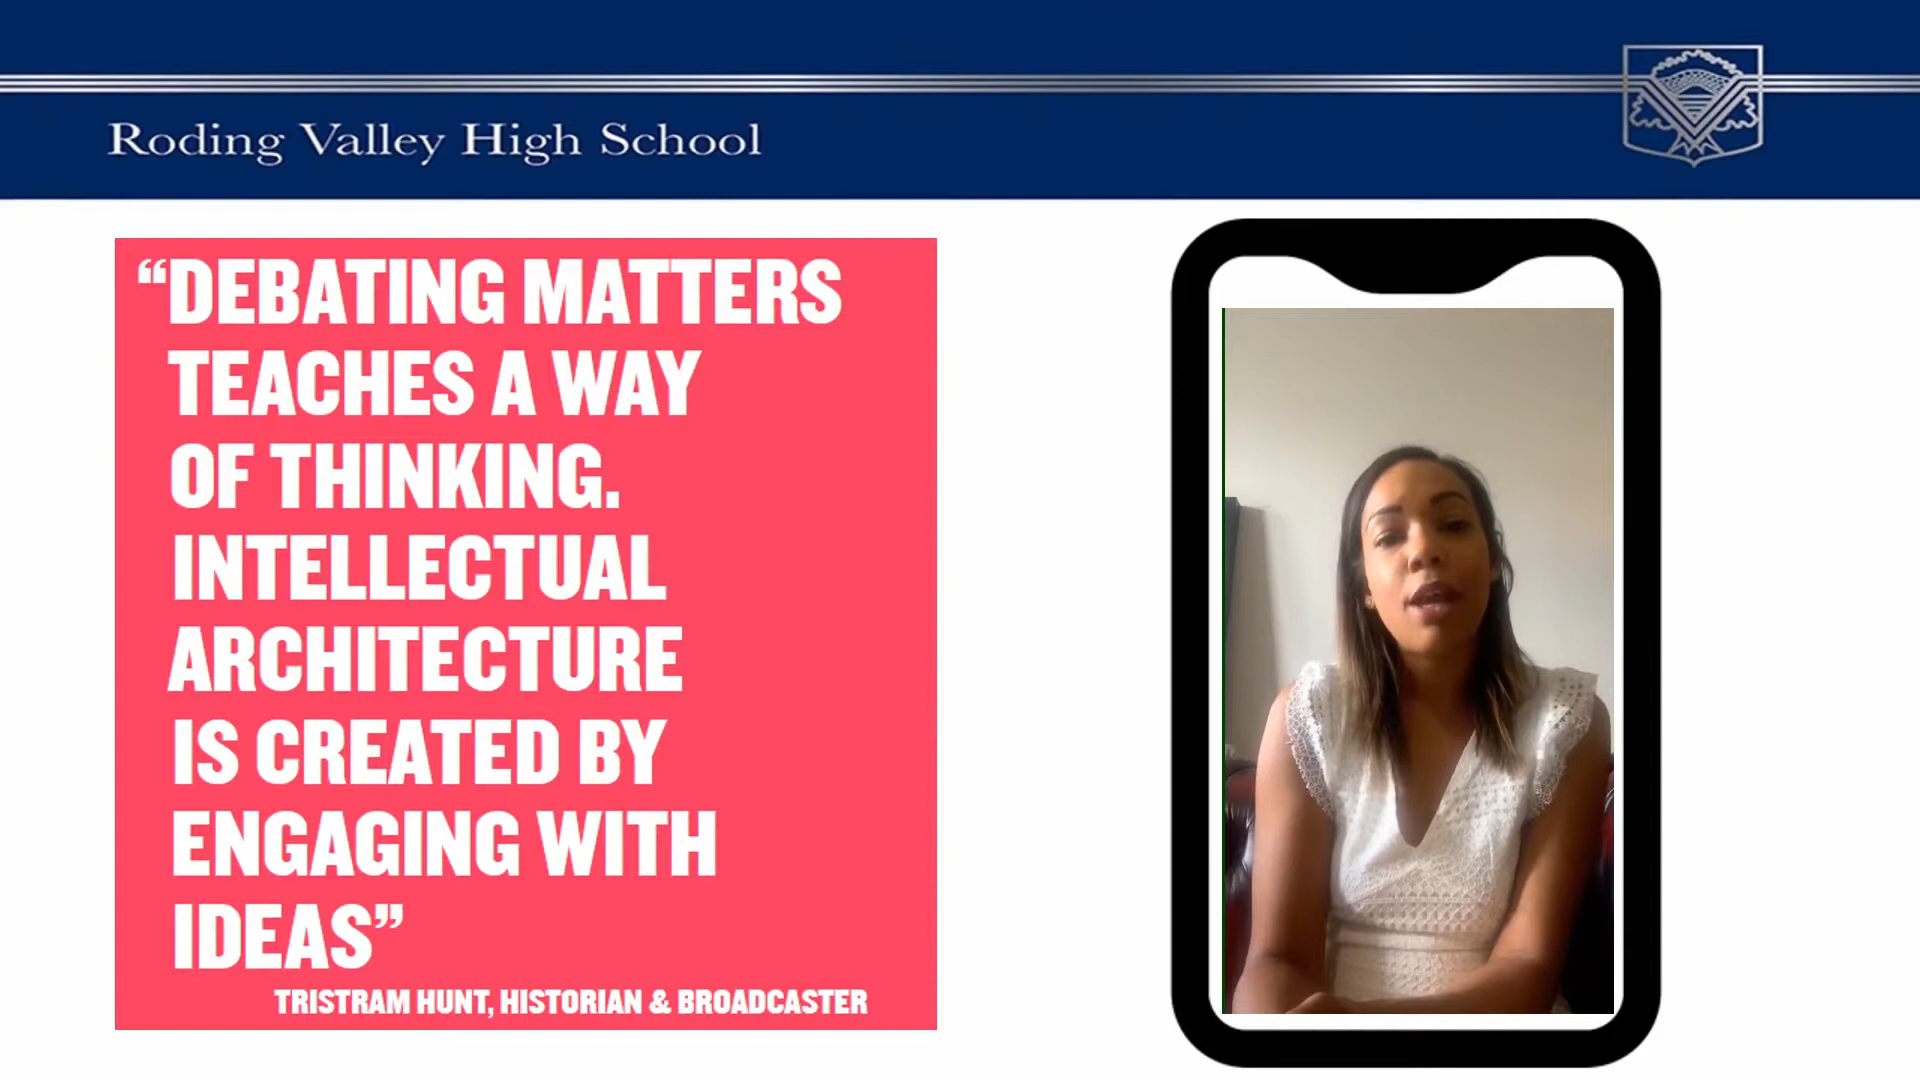 Roding Valley High School
“DEBATING MATTERS
TEACHES A WAY
OF THINKING.
INTELLECTUAL
ARCHITECTURE
IS CREATED BY
ENGAGING WITH
IDEAS”
TRISTRAM HUNT, HISTORIAN & BROADCASTER